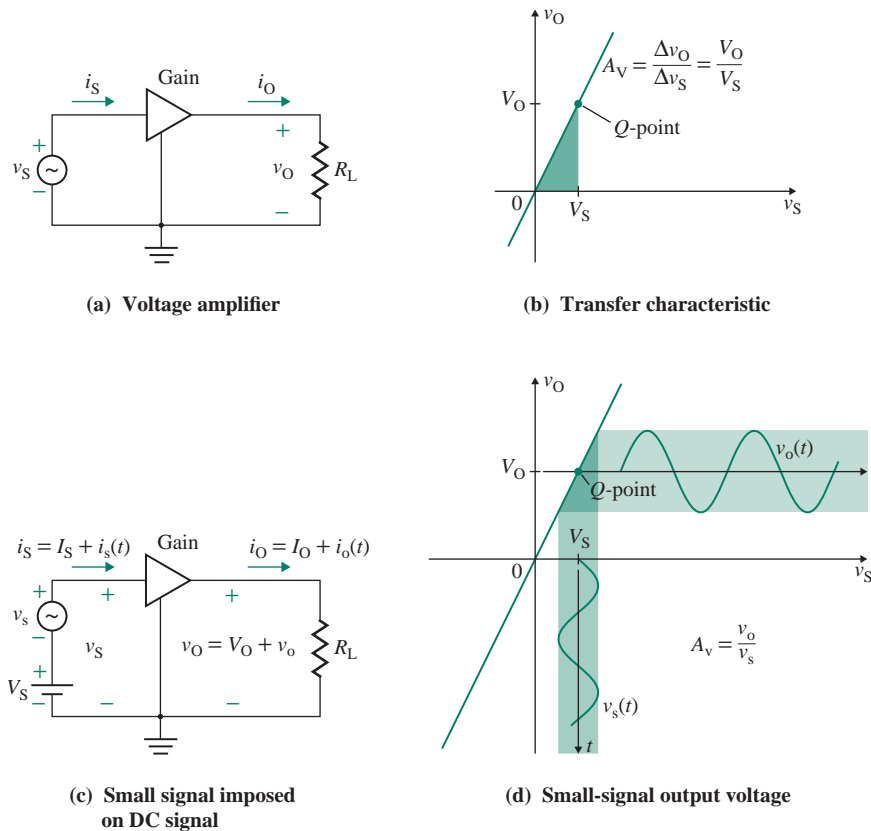 i_S Gain i_O
+ +
v_S ~ v_O R_L
− −
(a) Voltage amplifier
v_O
A_V = Δv_O/Δv_S = V_O/V_S
V_O
Q-point
0 V_S v_S
(b) Transfer characteristic
i_S = I_S + i_s(t) Gain i_O = I_O + i_o(t)
+ + +
v_s ~
−
v_S v_O = V_O + v_o R_L
+
V_S
− − −
(c) Small signal imposed
on DC signal
v_O
v_o(t)
V_O
Q-point
V_S
0 v_S
A_v = v_o/v_s
v_s(t)
t
(d) Small-signal output voltage